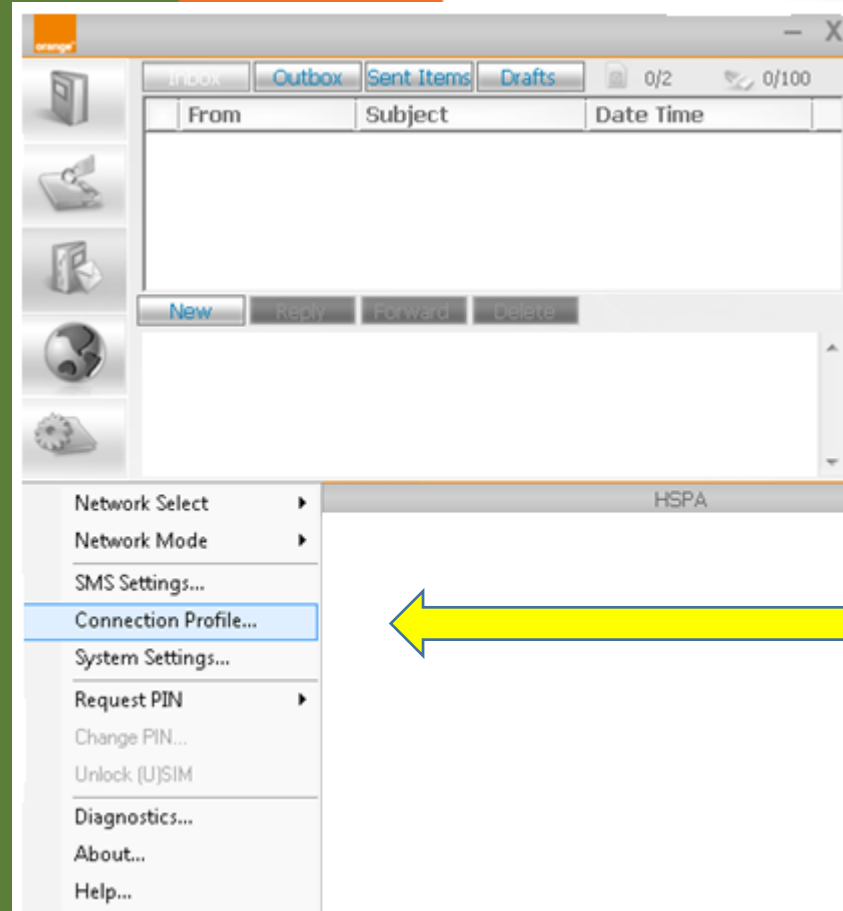 orange
Inbox Outbox Sent Items Drafts 0/2 0/100
From Subject Date Time
New Reply Forward Delete
HSPA
Network Select
Network Mode
SMS Settings...
Connection Profile...
System Settings...
Request PIN
Change PIN...
Unlock (U)SIM
Diagnostics...
About...
Help...